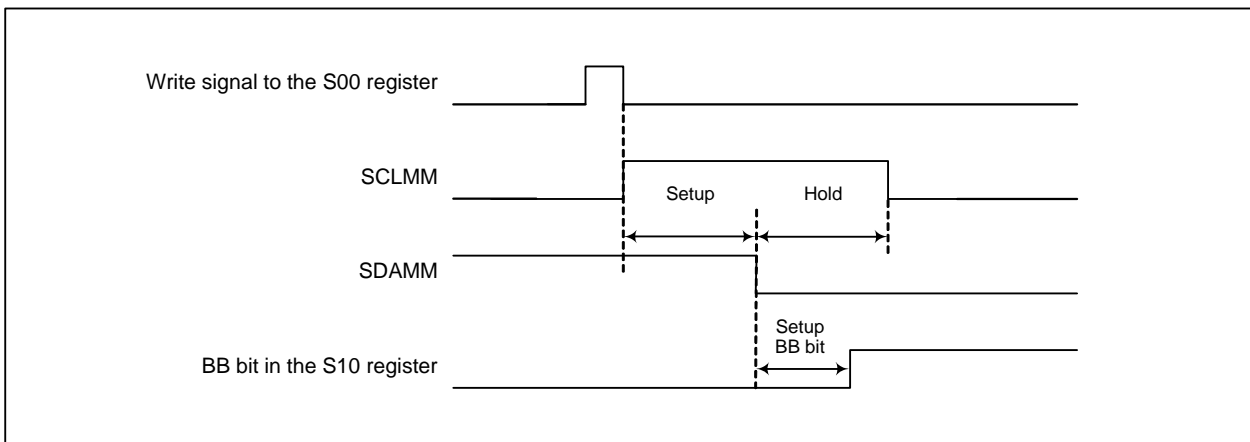 Write signal to the S00 register
SCLMM
Setup
Hold
SDAMM
Setup
BB bit
BB bit in the S10 register